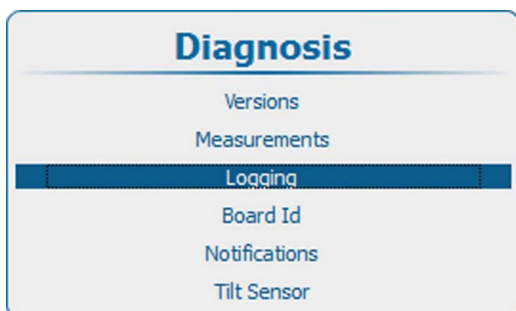 Diagnosis
Versions
Measurements
Logging
Board Id
Notifications
Tilt Sensor